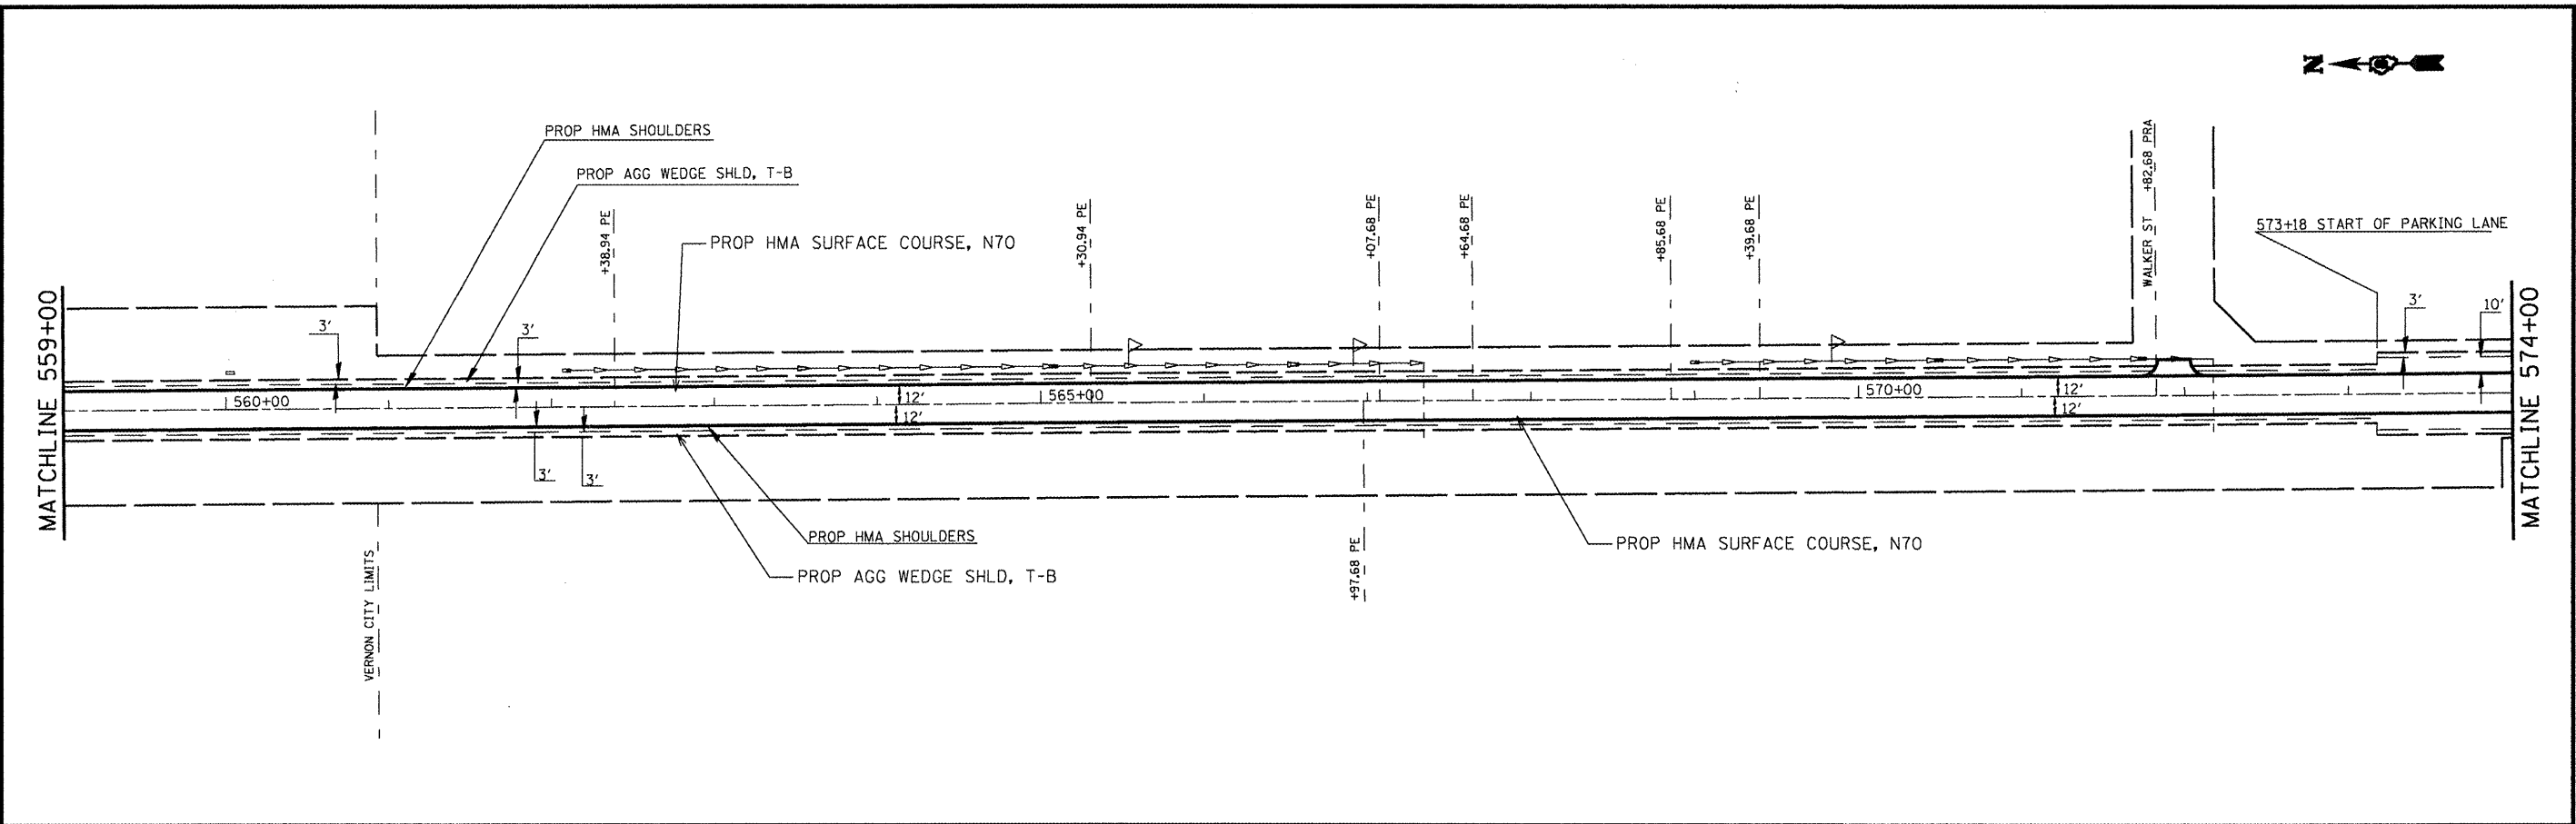 N
PROP HMA SHOULDERS
PROP AGG WEDGE SHLD, T-B
PROP HMA SURFACE COURSE, N70
+38.94 PE
+30.94 PE
+07.68 PE
+64.68 PE
+85.68 PE
+39.68 PE
WALKER ST +82.68 PRA
573+18 START OF PARKING LANE
MATCHLINE 559+00
3'
3'
3'
10'
560+00
12'
12'
565+00
570+00
12'
12'
MATCHLINE 574+00
3'
3'
VERNON CITY LIMITS
PROP HMA SHOULDERS
PROP AGG WEDGE SHLD, T-B
+97.68 PE
PROP HMA SURFACE COURSE, N70